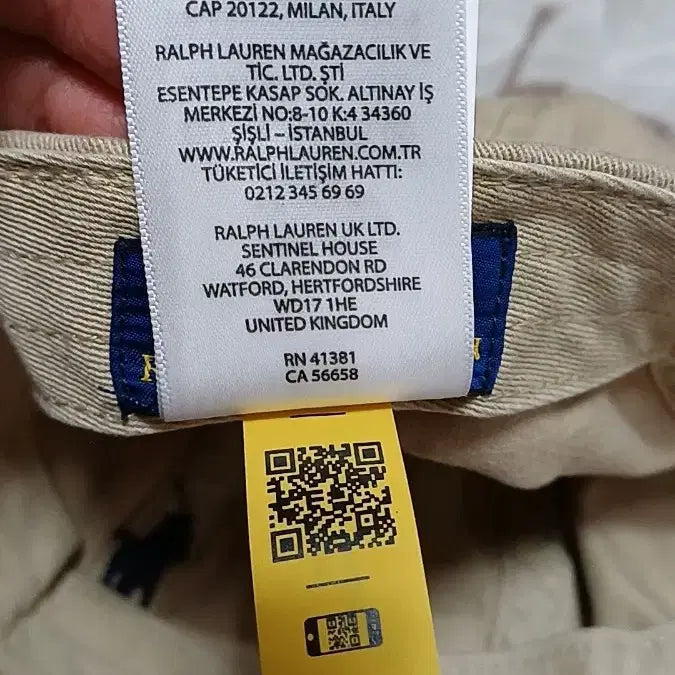 CAP 20122, MILAN, ITALY
RALPH LAUREN MAĞAZACILIK VE
TİC. LTD. ŞTİ
ESENTEPE KASAP SOK. ALTINAY İŞ
MERKEZİ NO:8-10 K:4 34360
ŞİŞLİ – İSTANBUL
WWW.RALPHLAUREN.COM.TR
TÜKETİCİ İLETİŞİM HATTI:
0212 345 69 69
RALPH LAUREN UK LTD.
SENTINEL HOUSE
46 CLARENDON RD
WATFORD, HERTFORDSHIRE
WD17 1HE
UNITED KINGDOM
RN 41381
CA 56658